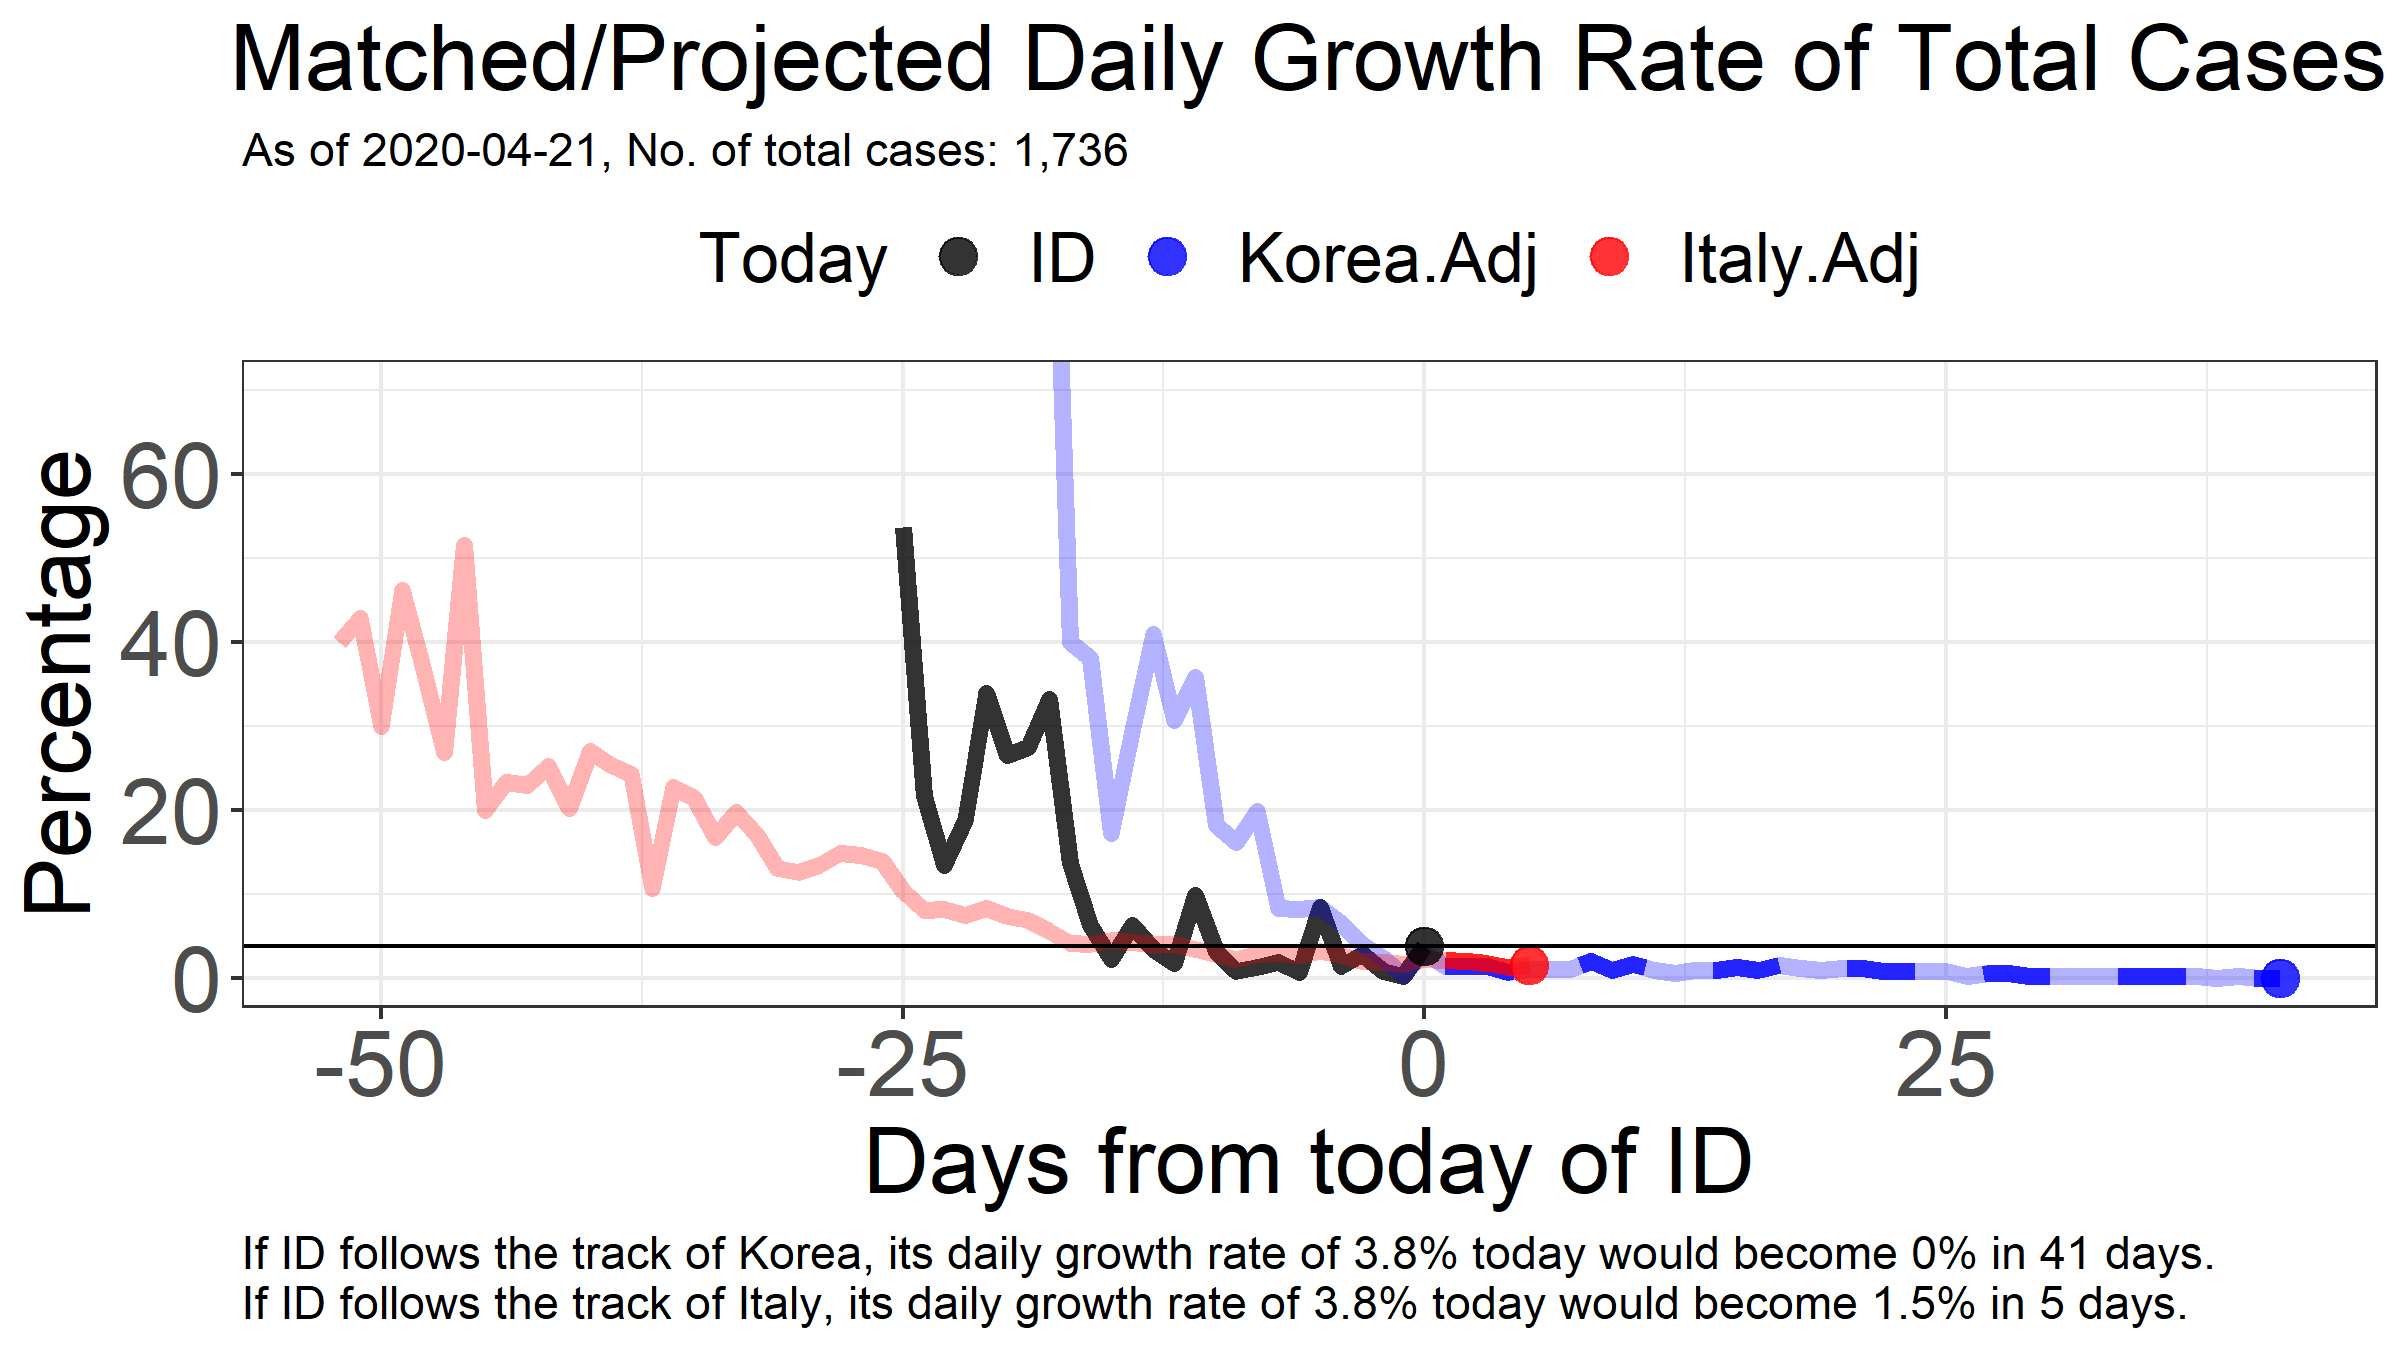 Matched/Projected Daily Growth Rate of Total Cases
As of 2020-04-21, No. of total cases: 1,736
Today ID Korea.Adj Italy.Adj
Percentage
60
40
20
0
-50 -25 0 25
Days from today of ID
If ID follows the track of Korea, its daily growth rate of 3.8% today would become 0% in 41 days.
If ID follows the track of Italy, its daily growth rate of 3.8% today would become 1.5% in 5 days.